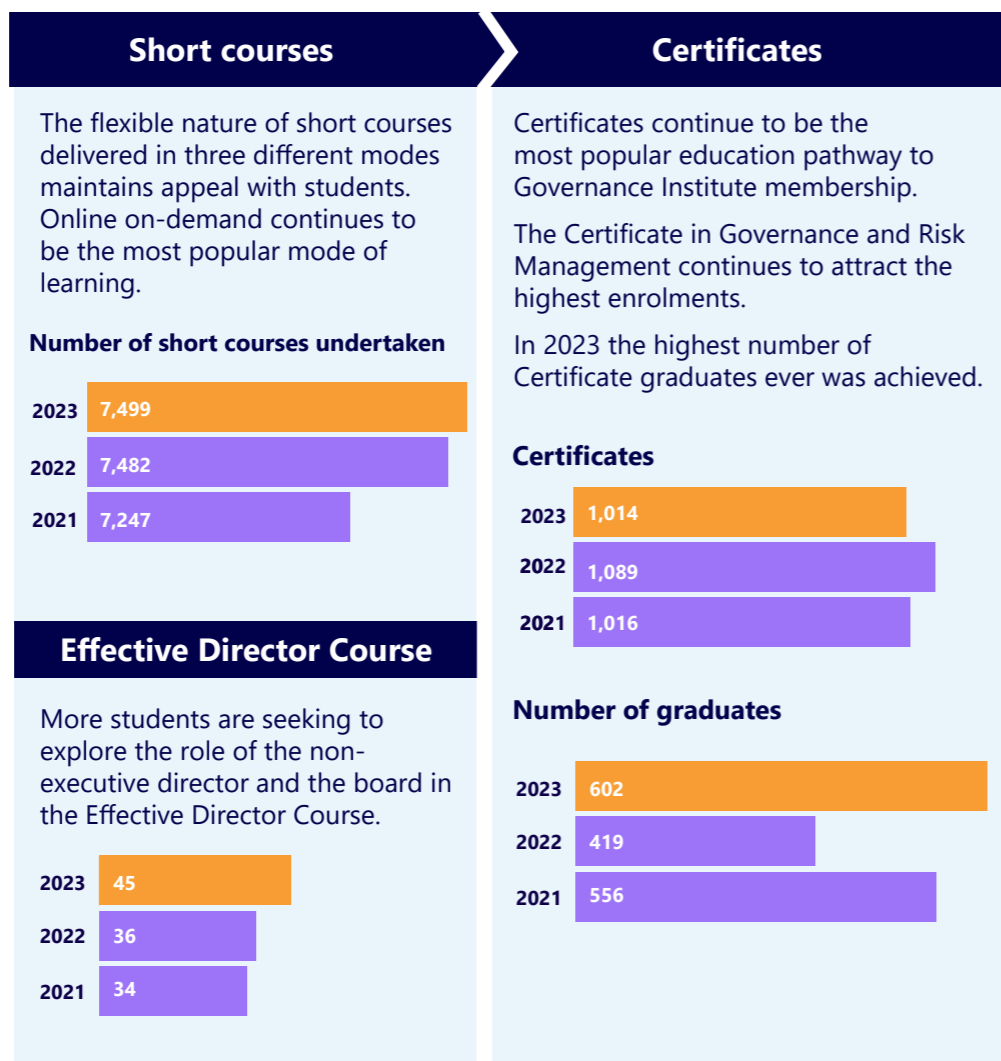 Short courses
The flexible nature of short courses
delivered in three different modes
maintains appeal with students.
Online on-demand continues to
be the most popular mode of
learning.
Number of short courses undertaken
2023 7,499
2022 7,482
2021 7,247
Effective Director Course
More students are seeking to
explore the role of the non-
executive director and the board in
the Effective Director Course.
2023 45
2022 36
2021 34
Certificates
Certificates continue to be the
most popular education pathway to
Governance Institute membership.
The Certificate in Governance and Risk
Management continues to attract the
highest enrolments.
In 2023 the highest number of
Certificate graduates ever was achieved.
Certificates
2023 1,014
2022 1,089
2021 1,016
Number of graduates
2023 602
2022 419
2021 556